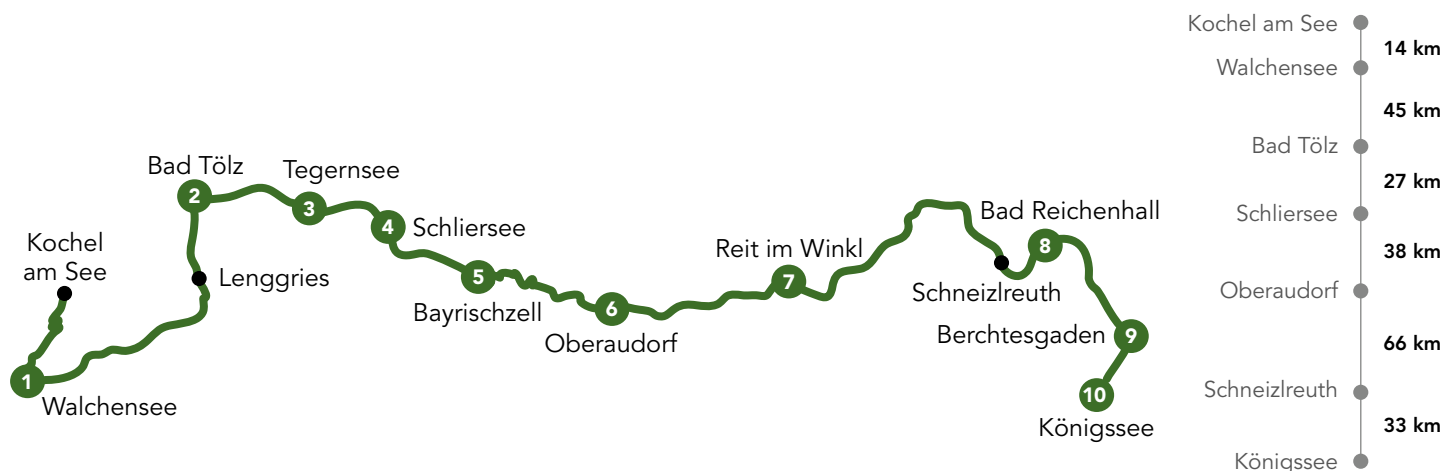 Kochel
am See
1
Walchensee
Lenggries
Bad Tölz
2
Tegernsee
3
4
Schliersee
5
Bayrischzell
6
Oberaudorf
Reit im Winkl
7
Schneizlreuth
Bad Reichenhall
8
Berchtesgaden
9
10
Königssee
Kochel am See
14 km
Walchensee
45 km
Bad Tölz
27 km
Schliersee
38 km
Oberaudorf
66 km
Schneizlreuth
33 km
Königssee